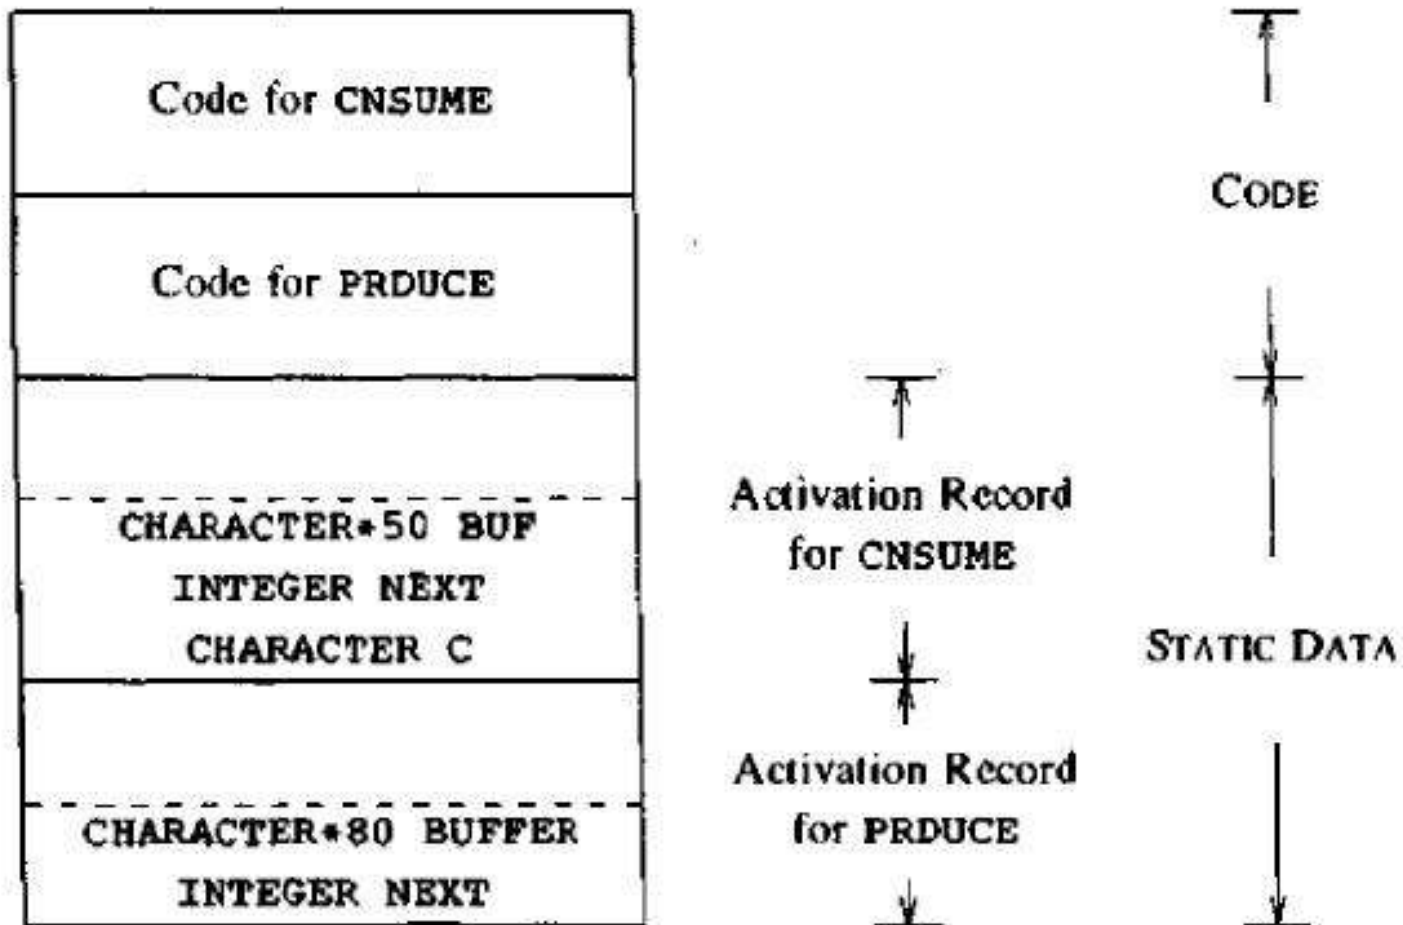 Code for CNSUME
CODE
Code for PRDUCE
Activation Record
for CNSUME
CHARACTER*50 BUF
INTEGER NEXT
CHARACTER C
STATIC DATA
Activation Record
for PRDUCE
CHARACTER*80 BUFFER
INTEGER NEXT